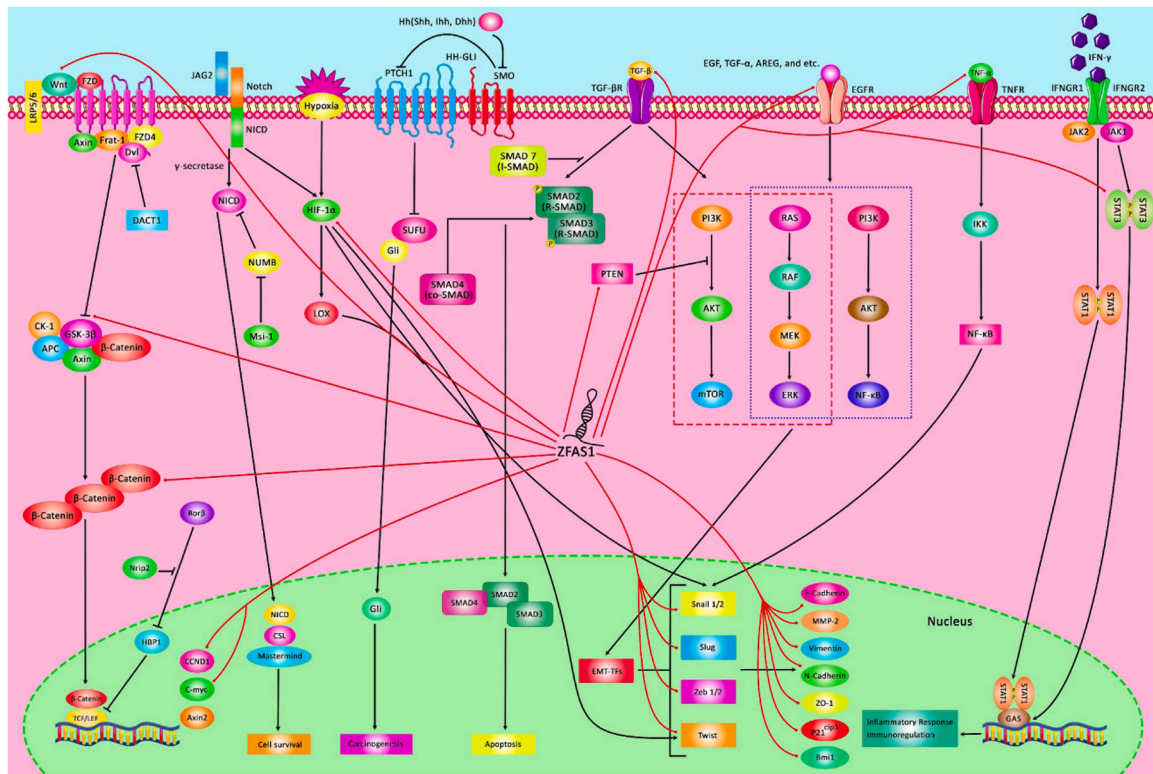 Hh(Shh, Ihh, Dhh)
HH-GLI
PTCH1
SMO
JAG2
Notch
NICD
Wnt
FZD
LRP5/6
Hypoxia
TGF-β
TGF-βR
EGF, TGF-α, AREG, and etc.
EGFR
TNF-α
TNFR
IFN-γ
IFNGR1
IFNGR2
JAK2
JAK1
Axin
Frat-1
FZD4
Dvl
DACT1
γ-secretase
NICD
NUMB
Msi-1
HIF-1α
LOX
SUFU
Gli
SMAD 7
(I-SMAD)
P
SMAD2
(R-SMAD)
SMAD3
(R-SMAD)
P
SMAD4
(co-SMAD)
PTEN
PI3K
AKT
mTOR
RAS
RAF
MEK
ERK
PI3K
AKT
NF-κB
IKK
NF-κB
STAT3
P
P
STAT3
STAT1
P
P
STAT1
CK-1
GSK-3β
APC
Axin
β-Catenin
ZFAS1
β-Catenin
β-Catenin
β-Catenin
Rorβ
Nrip2
HBP1
β-Catenin
TCF/LEF
CCND1
C-myc
Axin2
NICD
CSL
Mastermind
Cell survival
Gli
Carcinogenesis
SMAD4
SMAD2
SMAD3
Apoptosis
EMT-TFs
Snail 1/2
Slug
Zeb 1/2
Twist
E-Cadherin
MMP-2
Vimentin
N-Cadherin
ZO-1
P21cip1
Bmi1
Nucleus
Inflammatory Response
Immunoregulation
STAT1
P
P
STAT1
GAS